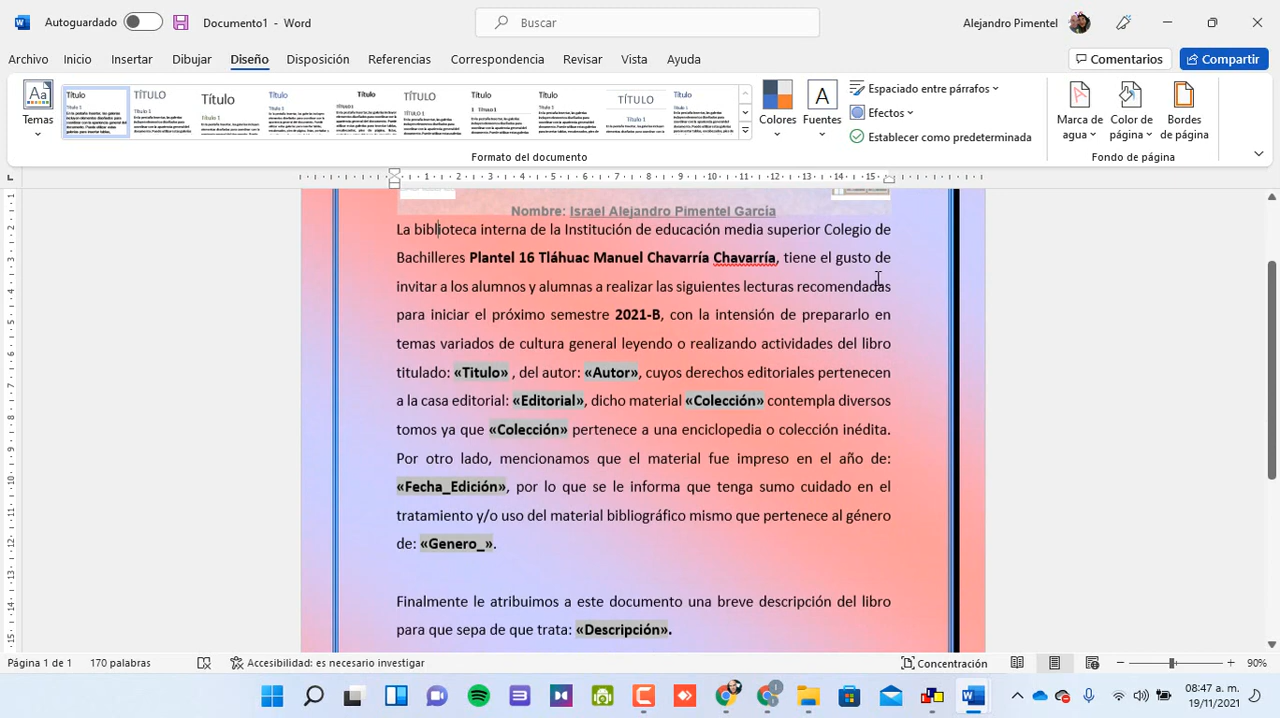 Autoguardado
Documento1 - Word
Buscar
Alejandro Pimentel
Archivo Inicio Insertar Dibujar Diseño Disposición Referencias Correspondencia Revisar Vista Ayuda
Comentarios
Compartir
Temas
Título
TÍTULO
Título
Título
Título
TÍTULO
Título
Título
TÍTULO
Título
Colores
Fuentes
Espaciado entre párrafos
Efectos
Establecer como predeterminada
Marca de agua
Color de página
Bordes de página
Formato del documento
Fondo de página
Nombre: Israel Alejandro Pimentel Garcia
La biblioteca interna de la Institución de educación media superior Colegio de
Bachilleres Plantel 16 Tláhuac Manuel Chavarría Chavarría, tiene el gusto de
invitar a los alumnos y alumnas a realizar las siguientes lecturas recomendadas
para iniciar el próximo semestre 2021-B, con la intensión de prepararlo en
temas variados de cultura general leyendo o realizando actividades del libro
titulado: «Titulo» , del autor: «Autor», cuyos derechos editoriales pertenecen
a la casa editorial: «Editorial», dicho material «Colección» contempla diversos
tomos ya que «Colección» pertenece a una enciclopedia o colección inédita.
Por otro lado, mencionamos que el material fue impreso en el año de:
«Fecha_Edición», por lo que se le informa que tenga sumo cuidado en el
tratamiento y/o uso del material bibliográfico mismo que pertenece al género
de: «Genero_».
Finalmente le atribuimos a este documento una breve descripción del libro
para que sepa de que trata: «Descripción».
Página 1 de 1 170 palabras
Accesibilidad: es necesario investigar
Concentración
90%
08:47 a. m.
19/11/2021